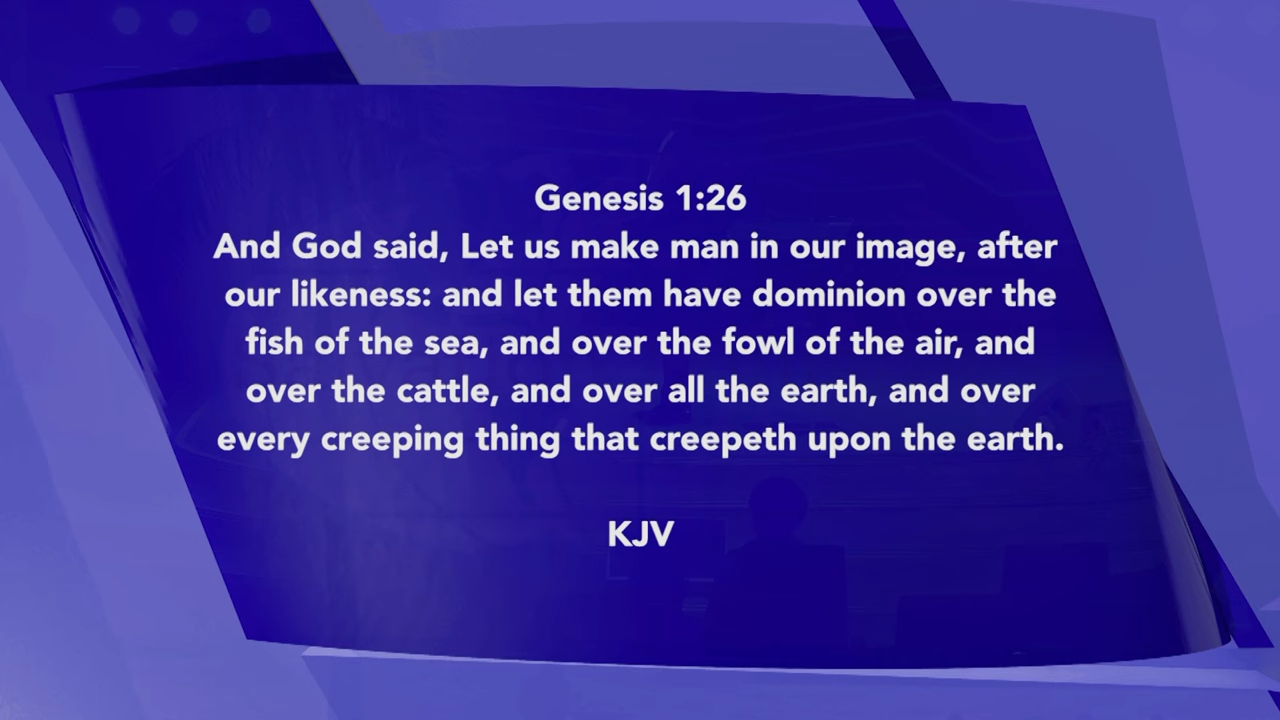 Genesis 1:26
And God said, Let us make man in our image, after
our likeness: and let them have dominion over the
fish of the sea, and over the fowl of the air, and
over the cattle, and over all the earth, and over
every creeping thing that creepeth upon the earth.
KJV